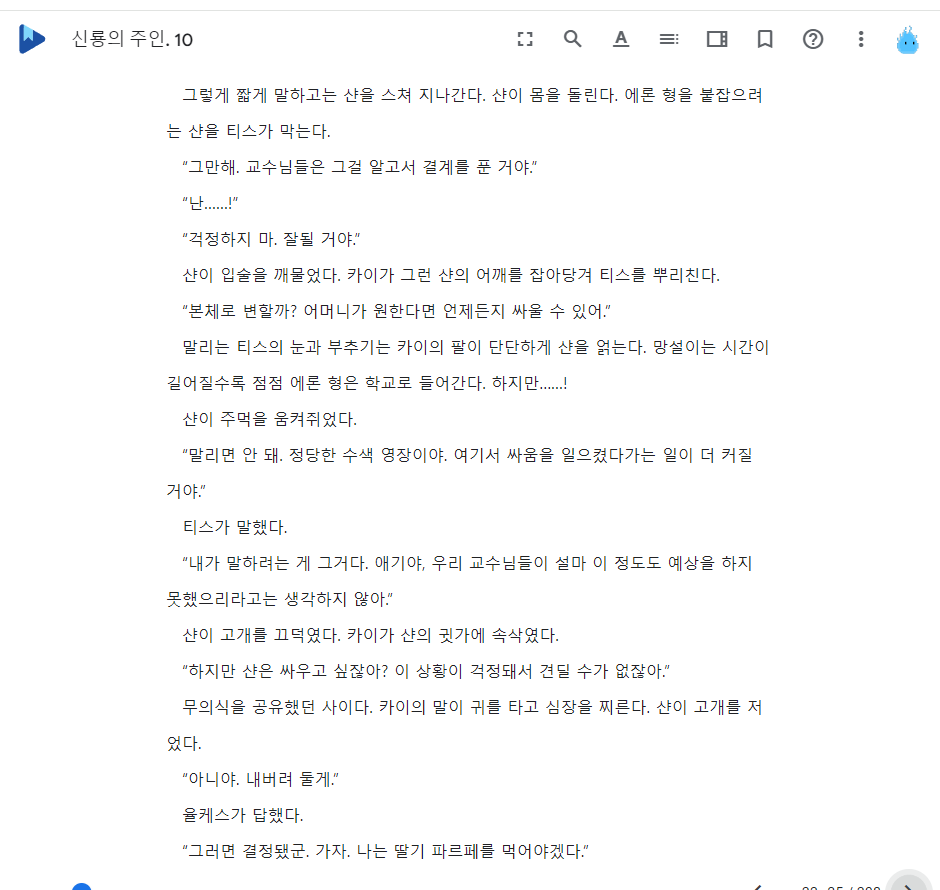 신룡의 주인. 10
그렇게 짧게 말하고는 샨을 스쳐 지나간다. 샨이 몸을 돌린다. 에론 형을 붙잡으려
는 샨을 티스가 막는다.
“그만해. 교수님들은 그걸 알고서 결계를 푼 거야.”
“난......!”
“걱정하지 마. 잘될 거야.”
샨이 입술을 깨물었다. 카이가 그런 샨의 어깨를 잡아당겨 티스를 뿌리친다.
“본체로 변할까? 어머니가 원한다면 언제든지 싸울 수 있어.”
말리는 티스의 눈과 부추기는 카이의 팔이 단단하게 샨을 얽는다. 망설이는 시간이
길어질수록 점점 에론 형은 학교로 들어간다. 하지만......!
샨이 주먹을 움켜쥐었다.
“말리면 안 돼. 정당한 수색 영장이야. 여기서 싸움을 일으켰다가는 일이 더 커질
거야.”
티스가 말했다.
“내가 말하려는 게 그거다. 애기야, 우리 교수님들이 설마 이 정도도 예상을 하지
못했으리라고는 생각하지 않아.”
샨이 고개를 끄덕였다. 카이가 샨의 귓가에 속삭였다.
“하지만 샨은 싸우고 싶잖아? 이 상황이 걱정돼서 견딜 수가 없잖아.”
무의식을 공유했던 사이다. 카이의 말이 귀를 타고 심장을 찌른다. 샨이 고개를 저
었다.
“아니야. 내버려 둘게.”
율케스가 답했다.
“그러면 결정됐군. 가자. 나는 딸기 파르페를 먹어야겠다.”